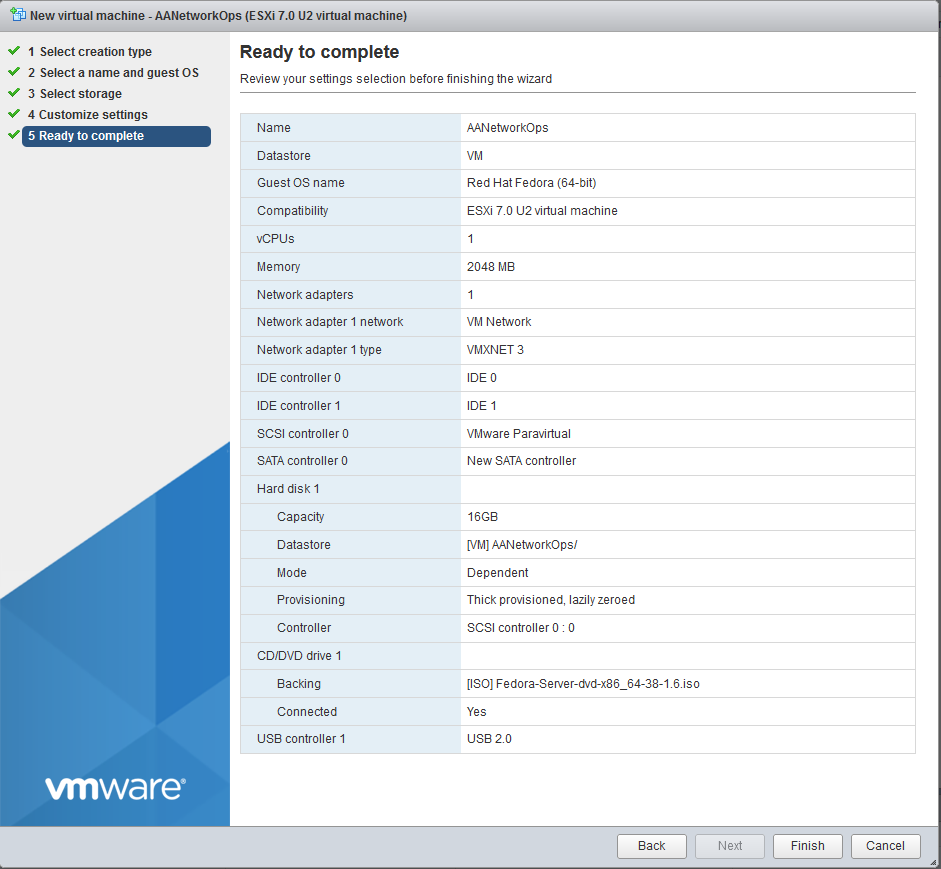 New virtual machine - AANetworkOps (ESXi 7.0 U2 virtual machine)
1 Select creation type
2 Select a name and guest OS
3 Select storage
4 Customize settings
5 Ready to complete
Ready to complete
Review your settings selection before finishing the wizard
Name AANetworkOps
Datastore VM
Guest OS name Red Hat Fedora (64-bit)
Compatibility ESXi 7.0 U2 virtual machine
vCPUs 1
Memory 2048 MB
Network adapters 1
Network adapter 1 network VM Network
Network adapter 1 type VMXNET 3
IDE controller 0 IDE 0
IDE controller 1 IDE 1
SCSI controller 0 VMware Paravirtual
SATA controller 0 New SATA controller
Hard disk 1
Capacity 16GB
Datastore [VM] AANetworkOps/
Mode Dependent
Provisioning Thick provisioned, lazily zeroed
Controller SCSI controller 0 : 0
CD/DVD drive 1
Backing [ISO] Fedora-Server-dvd-x86_64-38-1.6.iso
Connected Yes
USB controller 1 USB 2.0
vmware®
Back Next Finish Cancel